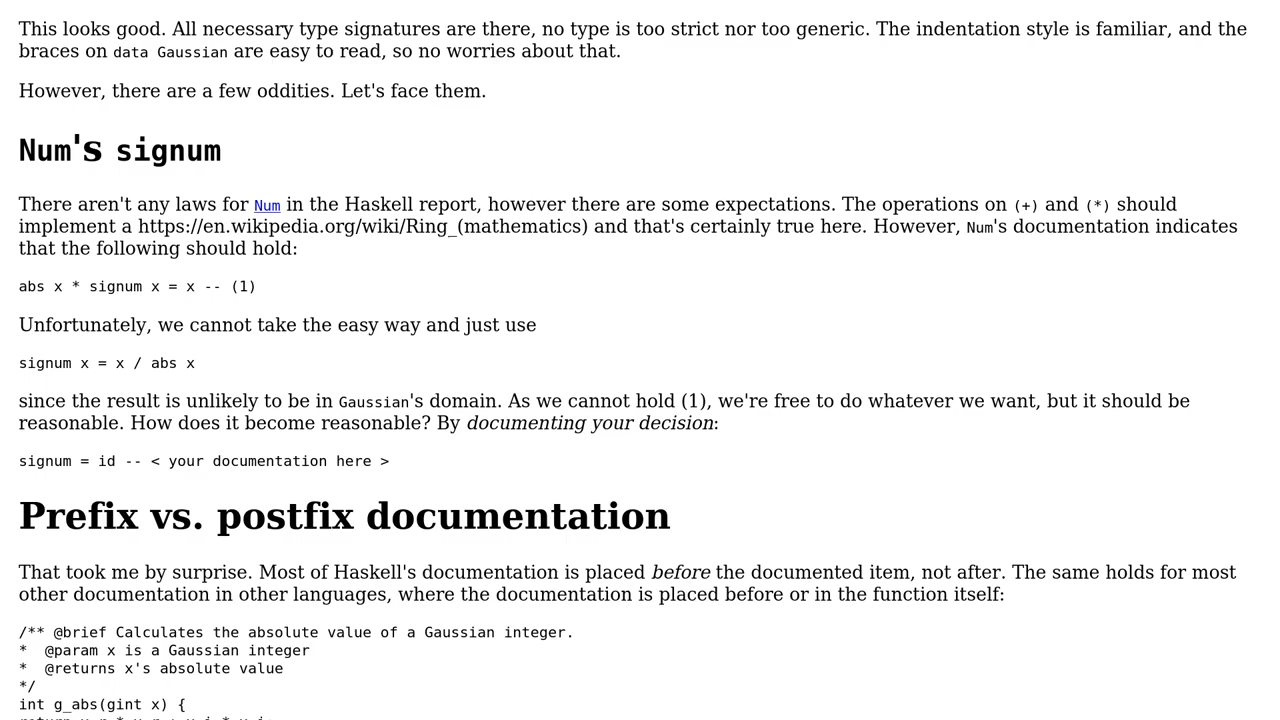 This looks good. All necessary type signatures are there, no type is too strict nor too generic. The indentation style is familiar, and the
braces on data Gaussian are easy to read, so no worries about that.
However, there are a few oddities. Let's face them.
Num's signum
There aren't any laws for Num in the Haskell report, however there are some expectations. The operations on (+) and (*) should
implement a https://en.wikipedia.org/wiki/Ring_(mathematics) and that's certainly true here. However, Num's documentation indicates
that the following should hold:
abs x * signum x = x -- (1)
Unfortunately, we cannot take the easy way and just use
signum x = x / abs x
since the result is unlikely to be in Gaussian's domain. As we cannot hold (1), we're free to do whatever we want, but it should be
reasonable. How does it become reasonable? By documenting your decision:
signum = id -- < your documentation here >
Prefix vs. postfix documentation
That took me by surprise. Most of Haskell's documentation is placed before the documented item, not after. The same holds for most
other documentation in other languages, where the documentation is placed before or in the function itself:
/** @brief Calculates the absolute value of a Gaussian integer.
*  @param x is a Gaussian integer
*  @returns x's absolute value
*/
int g_abs(gint x) {